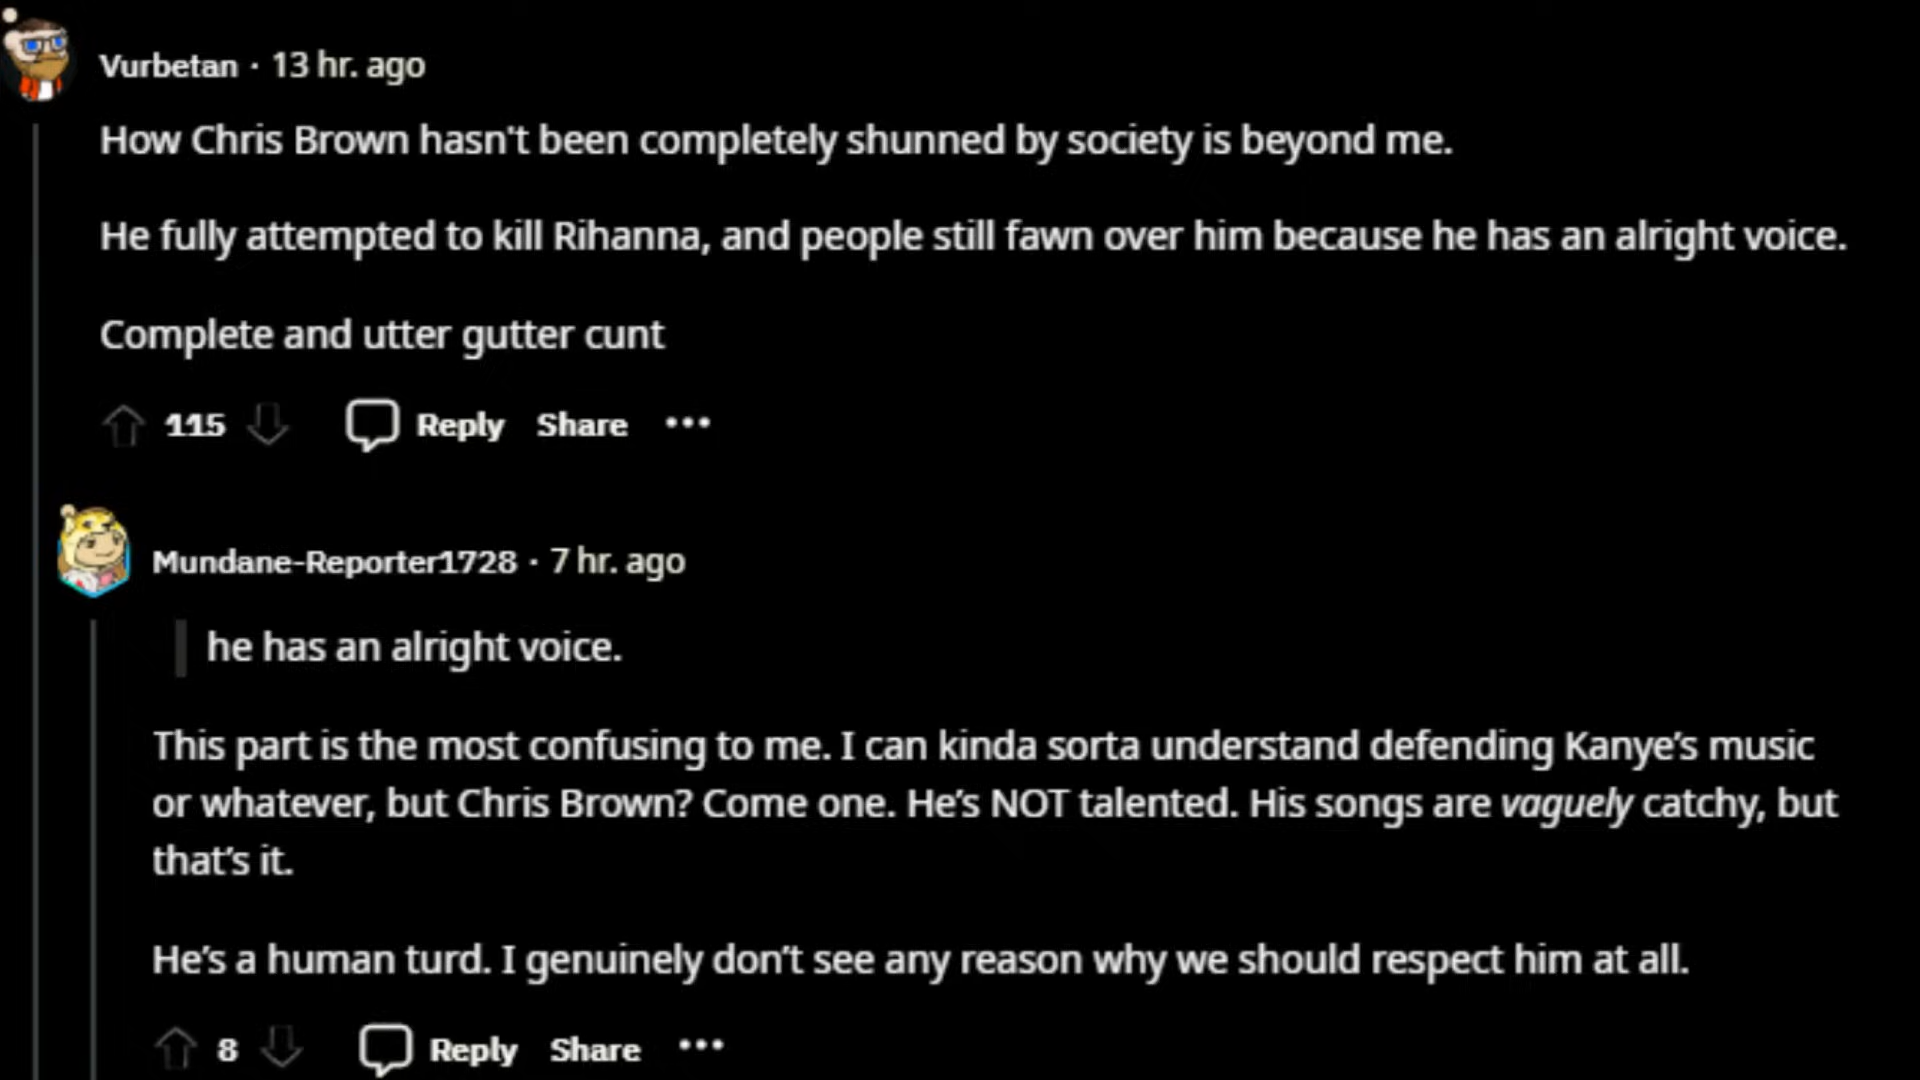 Vurbetan · 13 hr. ago
How Chris Brown hasn't been completely shunned by society is beyond me.
He fully attempted to kill Rihanna, and people still fawn over him because he has an alright voice.
Complete and utter gutter cunt
115 Reply Share •••
Mundane-Reporter1728 · 7 hr. ago
he has an alright voice.
This part is the most confusing to me. I can kinda sorta understand defending Kanye’s music
or whatever, but Chris Brown? Come one. He’s NOT talented. His songs are vaguely catchy, but
that’s it.
He’s a human turd. I genuinely don’t see any reason why we should respect him at all.
8 Reply Share •••